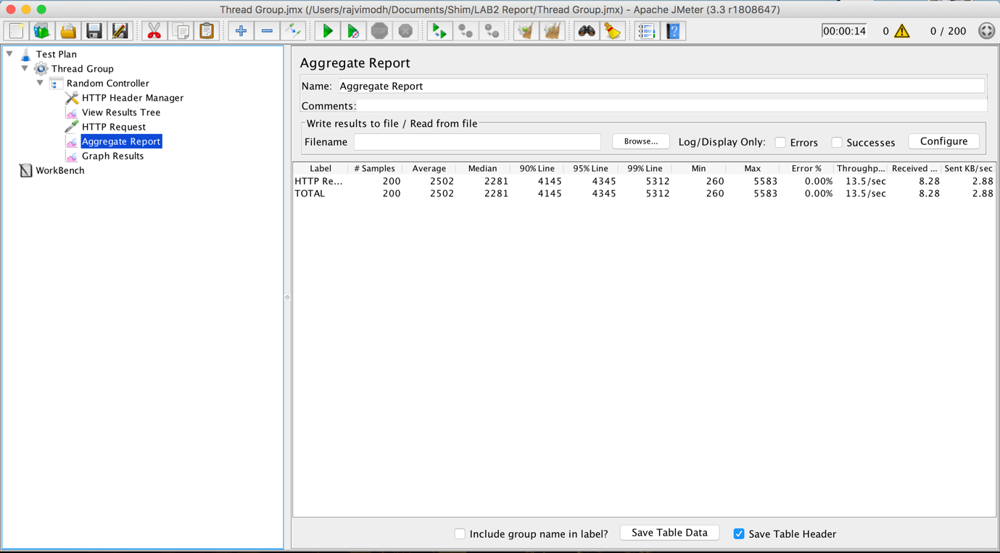 Thread Group.jmx (/Users/rajvimodh/Documents/Shim/LAB2 Report/Thread Group.jmx) - Apache JMeter (3.3 r1808647)
STOP 00:00:14 0 0 / 200
Test Plan
Thread Group
Random Controller
HTTP Header Manager
View Results Tree
HTTP Request
Aggregate Report
Graph Results
WorkBench
Aggregate Report
Name: Aggregate Report
Comments:
Write results to file / Read from file
Filename Browse... Log/Display Only: Errors Successes Configure
Label # Samples Average Median 90% Line 95% Line 99% Line Min Max Error % Throughp... Received ... Sent KB/sec
HTTP Re... 200 2502 2281 4145 4345 5312 260 5583 0.00% 13.5/sec 8.28 2.88
TOTAL 200 2502 2281 4145 4345 5312 260 5583 0.00% 13.5/sec 8.28 2.88
Include group name in label? Save Table Data Save Table Header